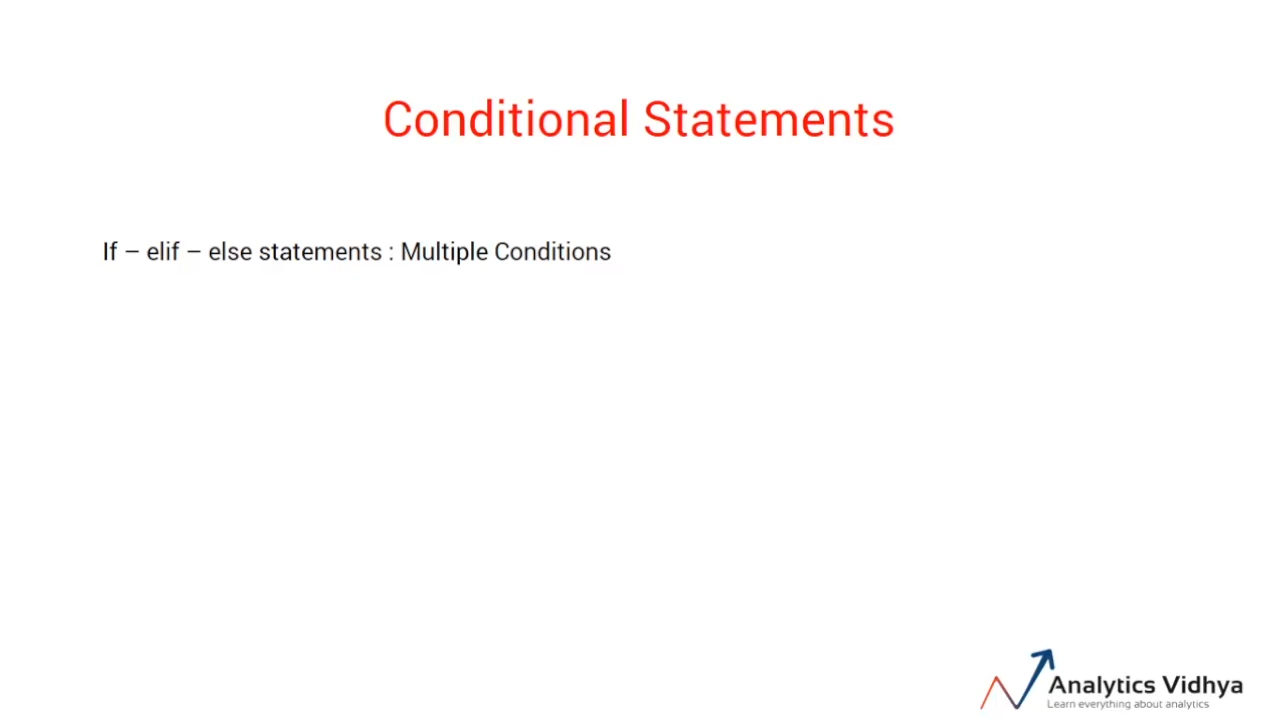 Conditional Statements
If – elif – else statements : Multiple Conditions
Analytics Vidhya
Learn everything about analytics